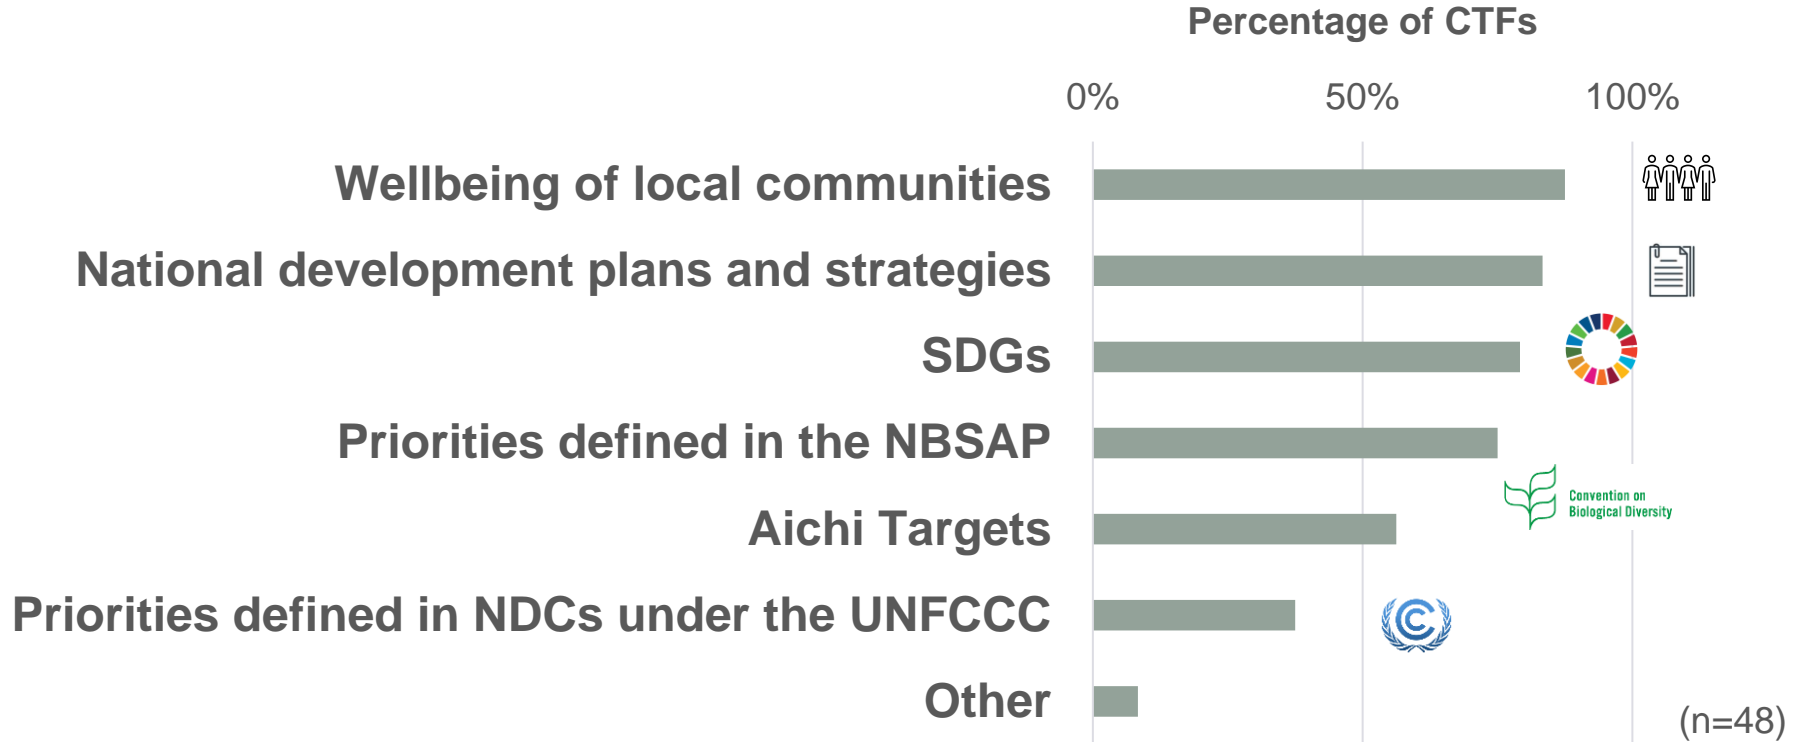 Percentage of CTFs
0% 50% 100%
Wellbeing of local communities
National development plans and strategies
SDGs
Priorities defined in the NBSAP
Convention on
Biological Diversity
Aichi Targets
Priorities defined in NDCs under the UNFCCC
Other
(n=48)